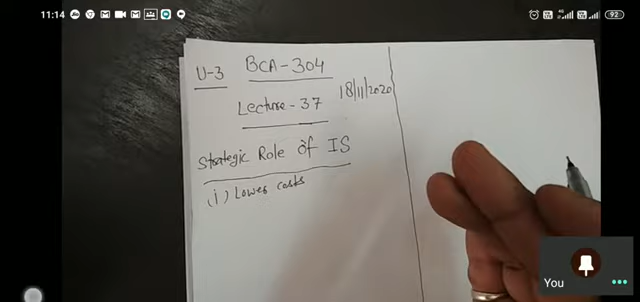 11:14
92
U-3
BCA-304
Lecture-37
18/11/2020
Strategic Role of IS
(i) Lower costs
You